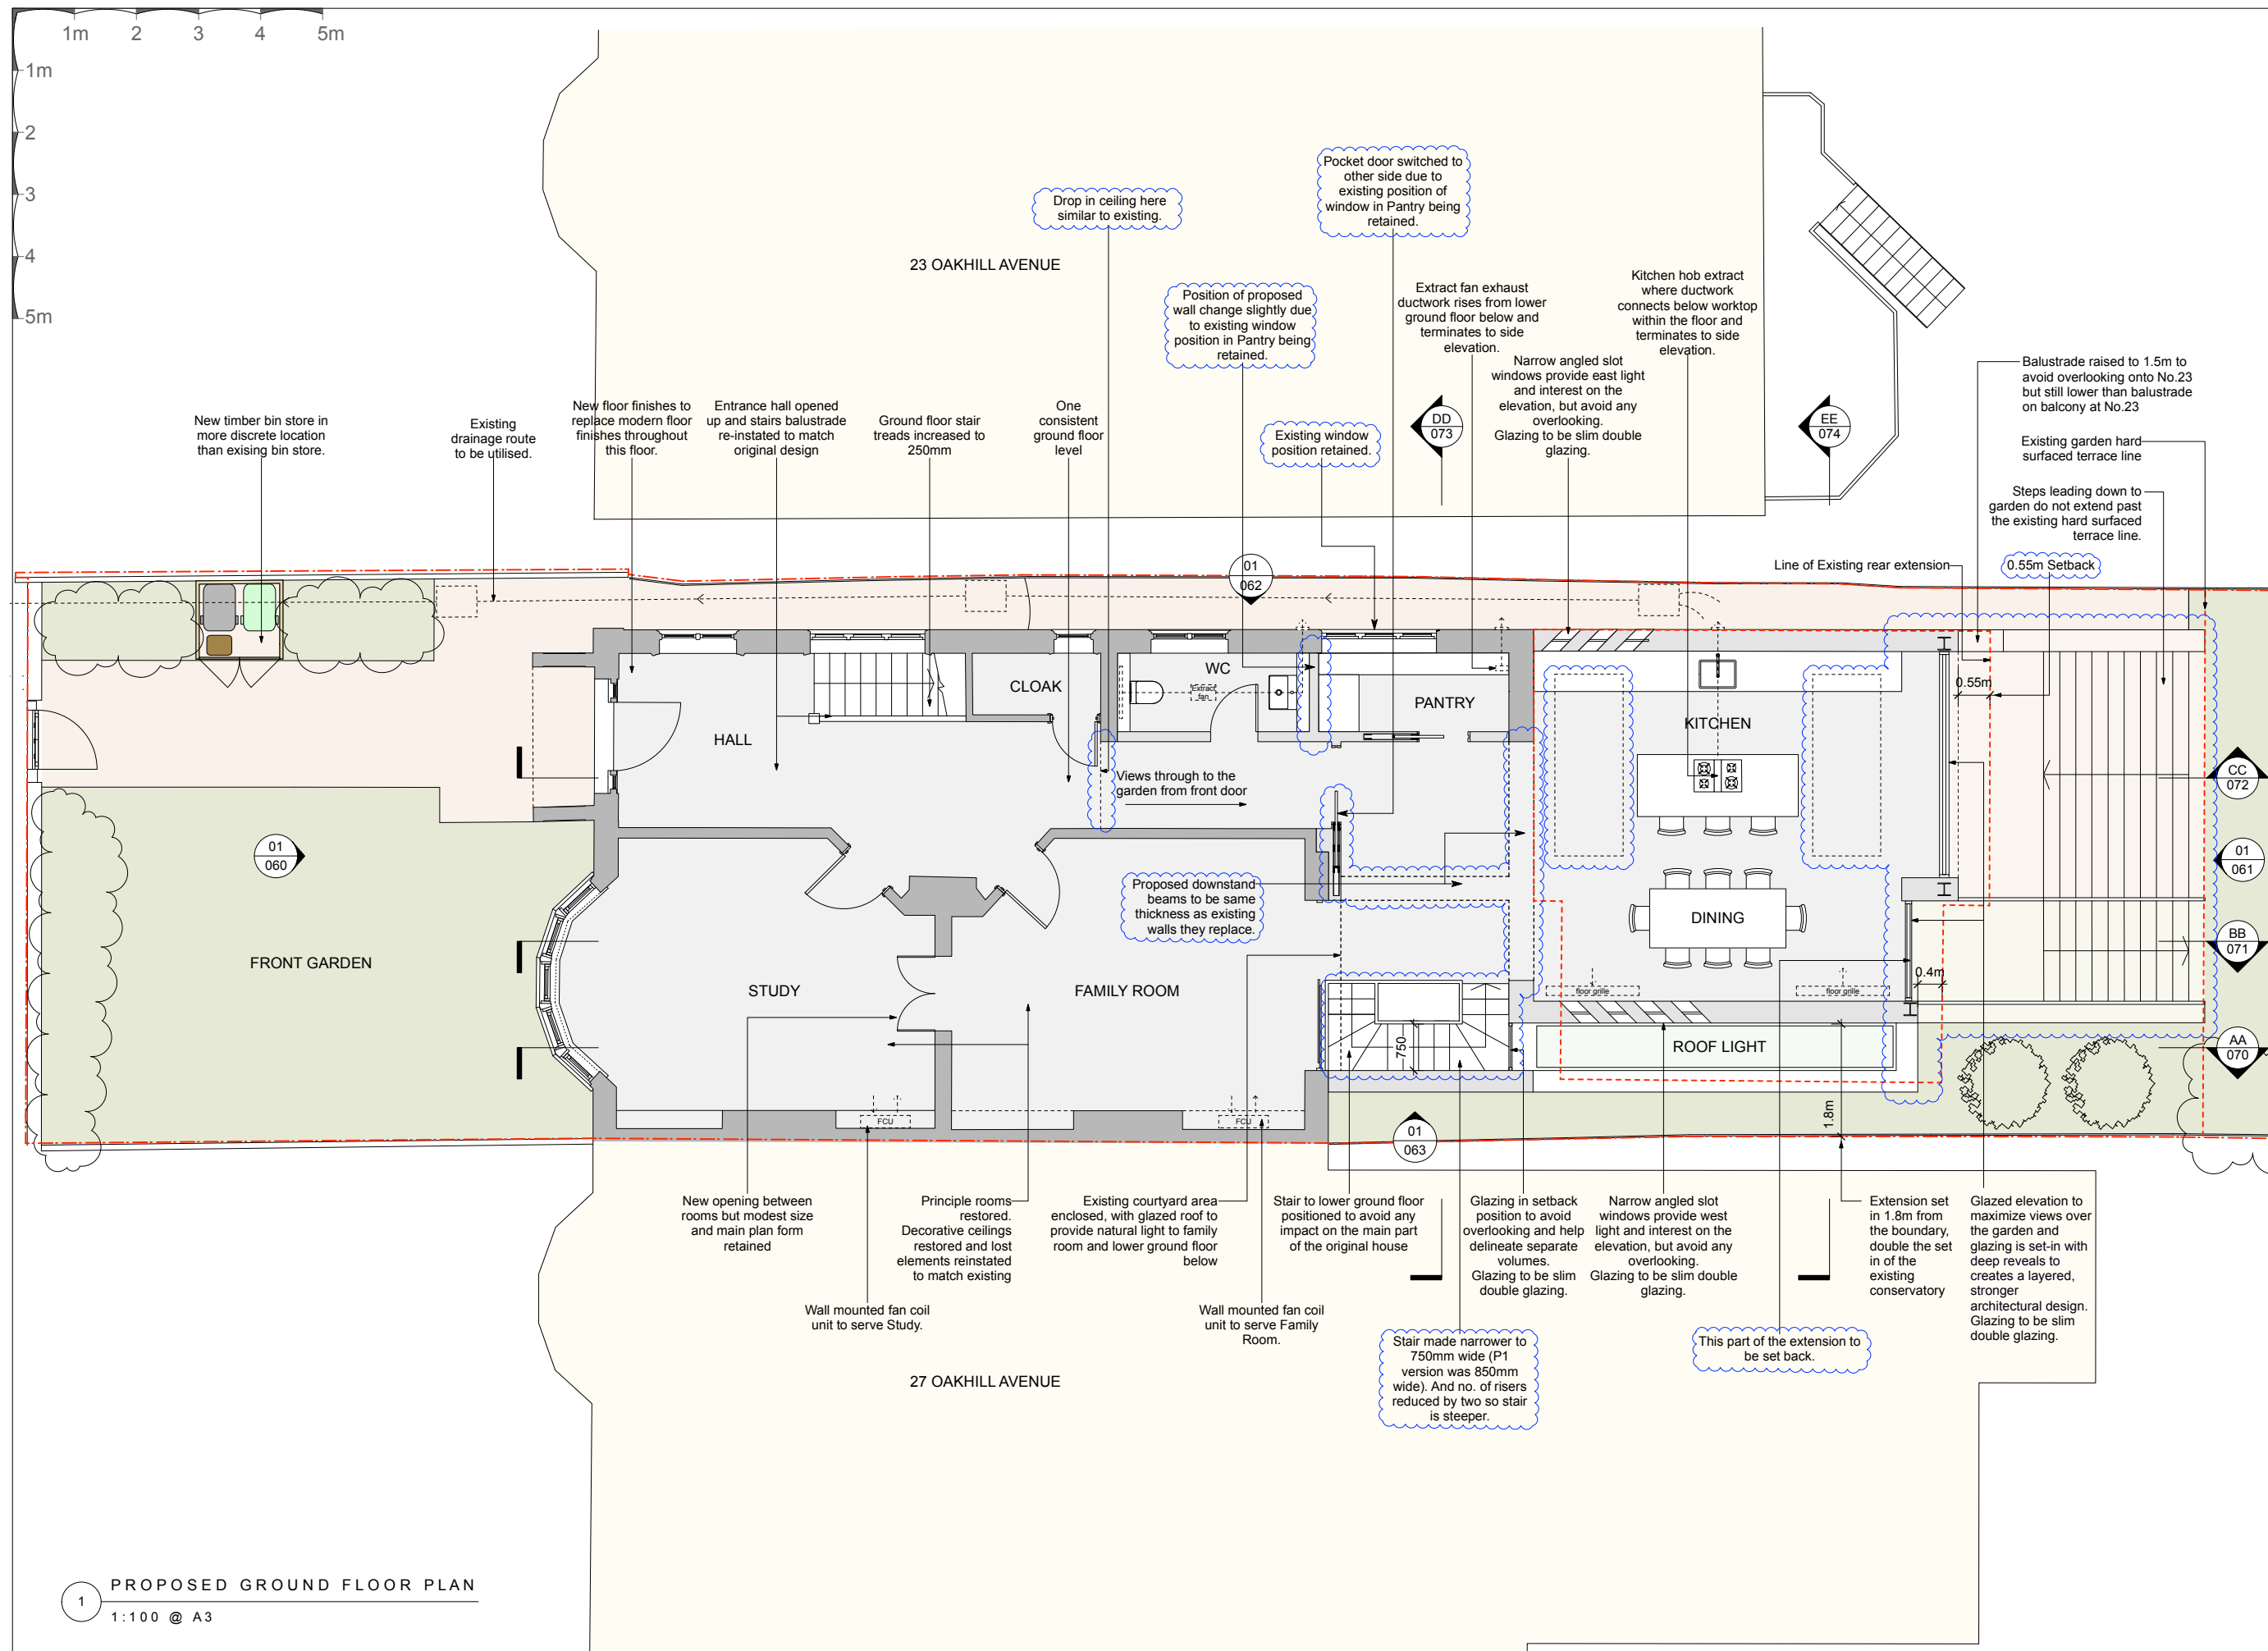 1m 2 3 4 5m
1m
2
3
4
5m
Pocket door switched to
other side due to
existing position of
window in Pantry being
retained.
Drop in ceiling here
similar to existing.
23 OAKHILL AVENUE
Position of proposed
wall change slightly due
to existing window
position in Pantry being
retained.
Extract fan exhaust
ductwork rises from lower
ground floor below and
terminates to side
elevation.
Kitchen hob extract
where ductwork
connects below worktop
within the floor and
terminates to side
elevation.
Narrow angled slot
windows provide east light
and interest on the
elevation, but avoid any
overlooking.
Glazing to be slim double
glazing.
Balustrade raised to 1.5m to
avoid overlooking onto No.23
but still lower than balustrade
on balcony at No.23
New timber bin store in
more discrete location
than exising bin store.
Existing
drainage route
to be utilised.
New floor finishes to
replace modern floor
finishes throughout
this floor.
Entrance hall opened
up and stairs balustrade
re-instated to match
original design
Ground floor stair
treads increased to
250mm
One
consistent
ground floor
level
Existing window
position retained.
DD
073
EE
074
Existing garden hard
surfaced terrace line
Steps leading down to
garden do not extend past
the existing hard surfaced
terrace line.
Line of Existing rear extension
0.55m Setback
01
062
WC
Extract
fan
CLOAK
PANTRY
KITCHEN
0.55m
HALL
Views through to the
garden from front door
CC
072
01
060
01
061
Proposed downstand
beams to be same
thickness as existing
walls they replace.
DINING
BB
071
FRONT GARDEN
STUDY
FAMILY ROOM
0.4m
floor grille
floor grille
750
ROOF LIGHT
AA
070
FCU
FCU
1.8m
01
063
New opening between
rooms but modest size
and main plan form
retained
Principle rooms
restored.
Decorative ceilings
restored and lost
elements reinstated
to match existing
Existing courtyard area
enclosed, with glazed roof to
provide natural light to family
room and lower ground floor
below
Stair to lower ground floor
positioned to avoid any
impact on the main part
of the original house
Glazing in setback
position to avoid
overlooking and help
delineate separate
volumes.
Glazing to be slim
double glazing.
Narrow angled slot
windows provide west
light and interest on the
elevation, but avoid any
overlooking.
Glazing to be slim double
glazing.
Extension set
in 1.8m from
the boundary,
double the set
in of the
existing
conservatory
Glazed elevation to
maximize views over
the garden and
glazing is set-in with
deep reveals to
creates a layered,
stronger
architectural design.
Glazing to be slim
double glazing.
Wall mounted fan coil
unit to serve Study.
Wall mounted fan coil
unit to serve Family
Room.
Stair made narrower to
750mm wide (P1
version was 850mm
wide). And no. of risers
reduced by two so stair
is steeper.
This part of the extension to
be set back.
27 OAKHILL AVENUE
1
PROPOSED GROUND FLOOR PLAN
1:100 @ A3